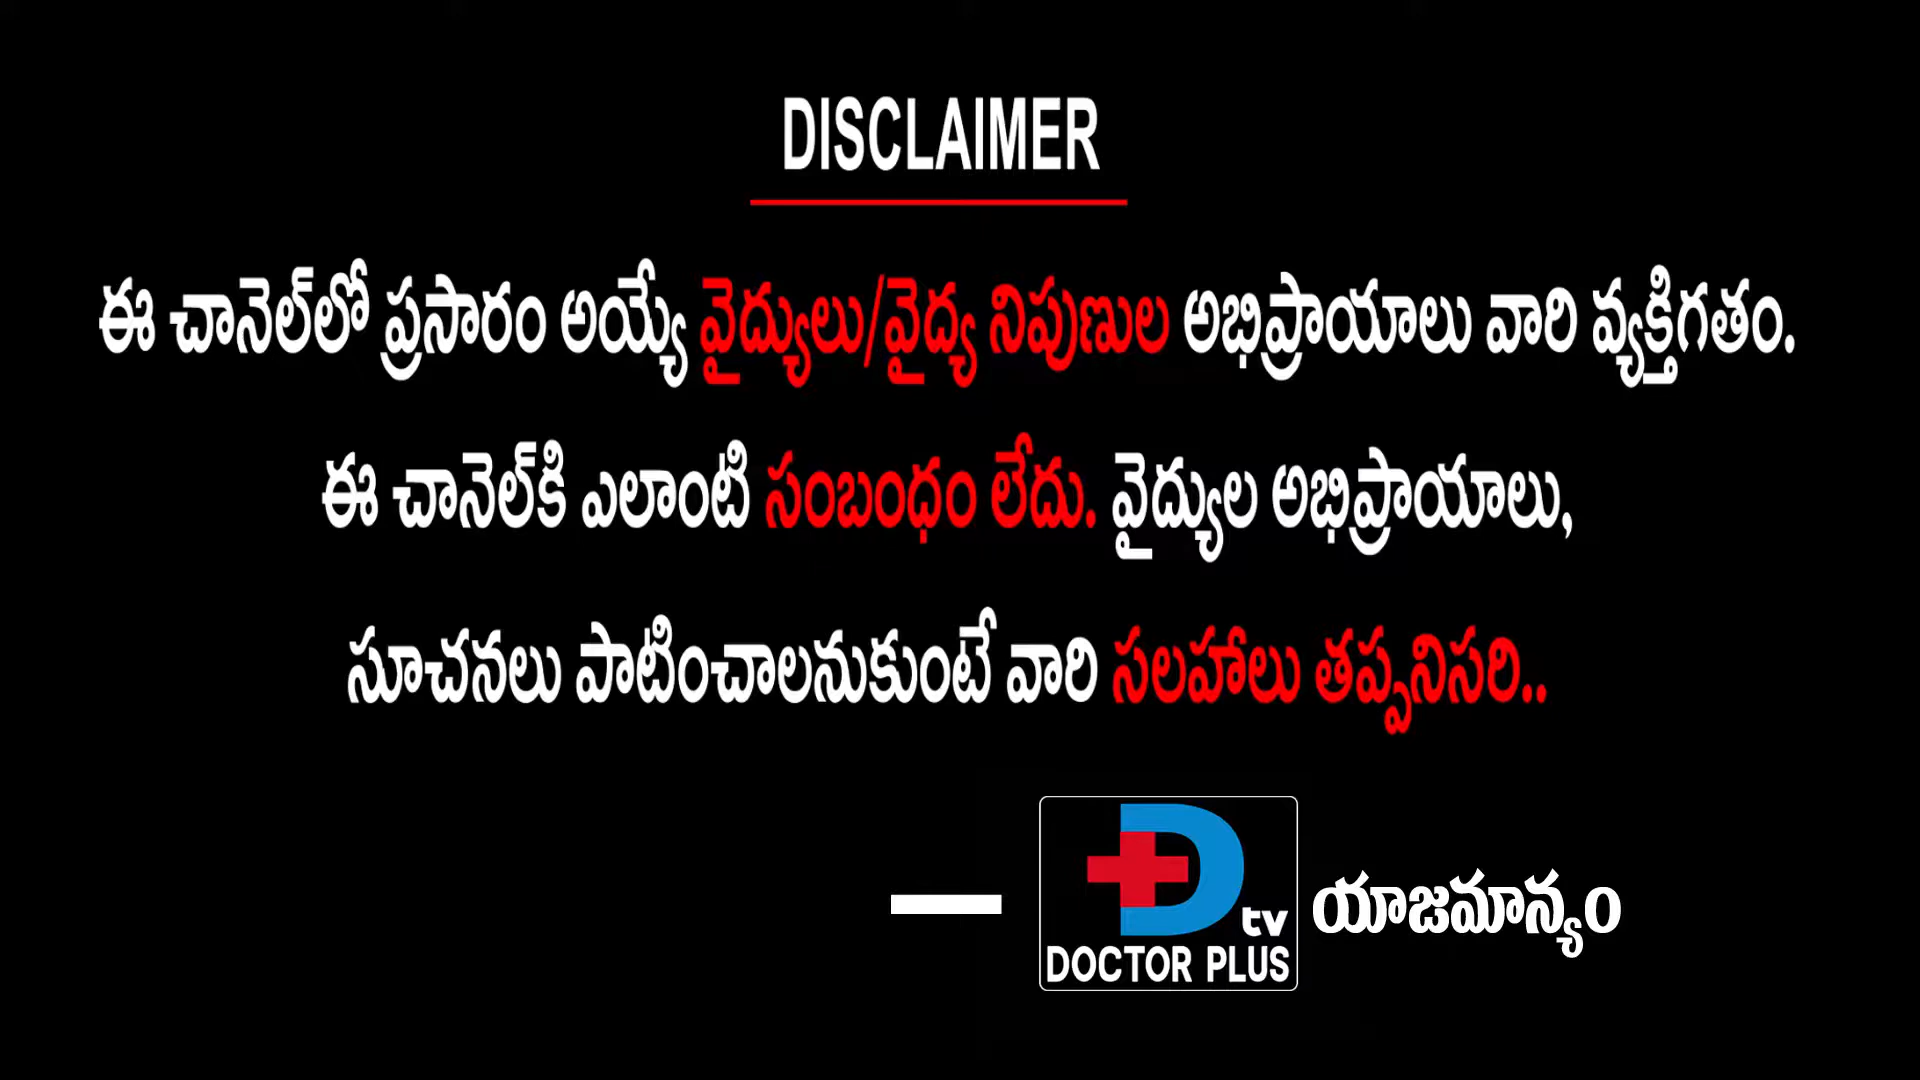 DISCLAIMER
ఈ చానెల్‌లో ప్రసారం అయ్యే వైద్యులు/వైద్య నిపుణుల అభిప్రాయాలు వారి వ్యక్తిగతం.
ఈ చానెల్‌కి ఎలాంటి సంబంధం లేదు. వైద్యుల అభిప్రాయాలు,
సూచనలు పాటించాలనుకుంటే వారి సలహాలు తప్పనిసరి..
— D tv DOCTOR PLUS యాజమాన్యం